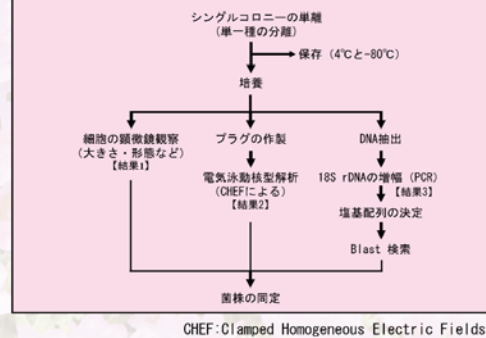 シングルコロニーの単離
(単一種の分離)
保存 (4℃と-80℃)
培養
細胞の顕微鏡観察
(大きさ・形態など)
【結果1】
プラグの作製
電気泳動核型解析
(CHEFによる)
【結果2】
DNA抽出
18S rDNAの増幅 (PCR)
【結果3】
塩基配列の決定
Blast 検索
菌株の同定
CHEF:Clamped Homogeneous Electric Fields